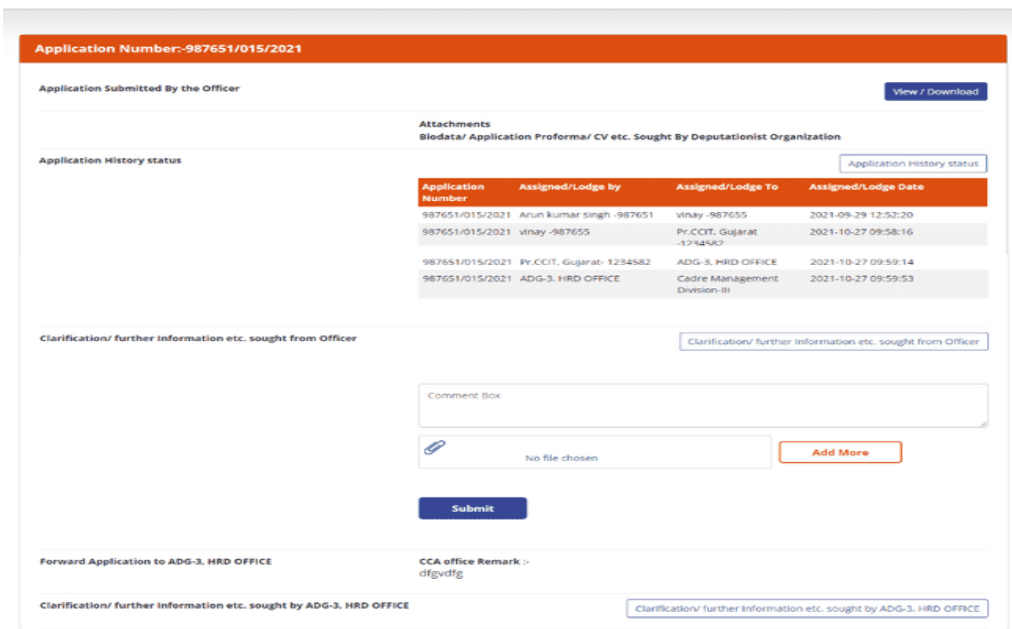 Application Number:-987651/015/2021
Application Submitted By the Officer
View / Download
Attachments
Biodata/ Application Proforma/ CV etc. Sought By Deputationist Organization
Application History status
Application History status
Application Number Assigned/Lodge by Assigned/Lodge To Assigned/Lodge Date
987651/015/2021 Arun kumar singh -987651 vinay -987655 2021-09-29 12:52:20
987651/015/2021 vinay -987655 Pr.CCIT, Gujarat -1234582 2021-10-27 09:58:16
987651/015/2021 Pr.CCIT, Gujarat- 1234582 ADG-3, HRD OFFICE 2021-10-27 09:59:14
987651/015/2021 ADG-3, HRD OFFICE Cadre Management Division-III 2021-10-27 09:59:53
Clarification/ further Information etc. sought from Officer
Clarification/ further Information etc. sought from Officer
Comment Box
No file chosen
Add More
Submit
Forward Application to ADG-3, HRD OFFICE
CCA office Remark :-
dfgvdfg
Clarification/ further Information etc. sought by ADG-3, HRD OFFICE
Clarification/ further Information etc. sought by ADG-3, HRD OFFICE